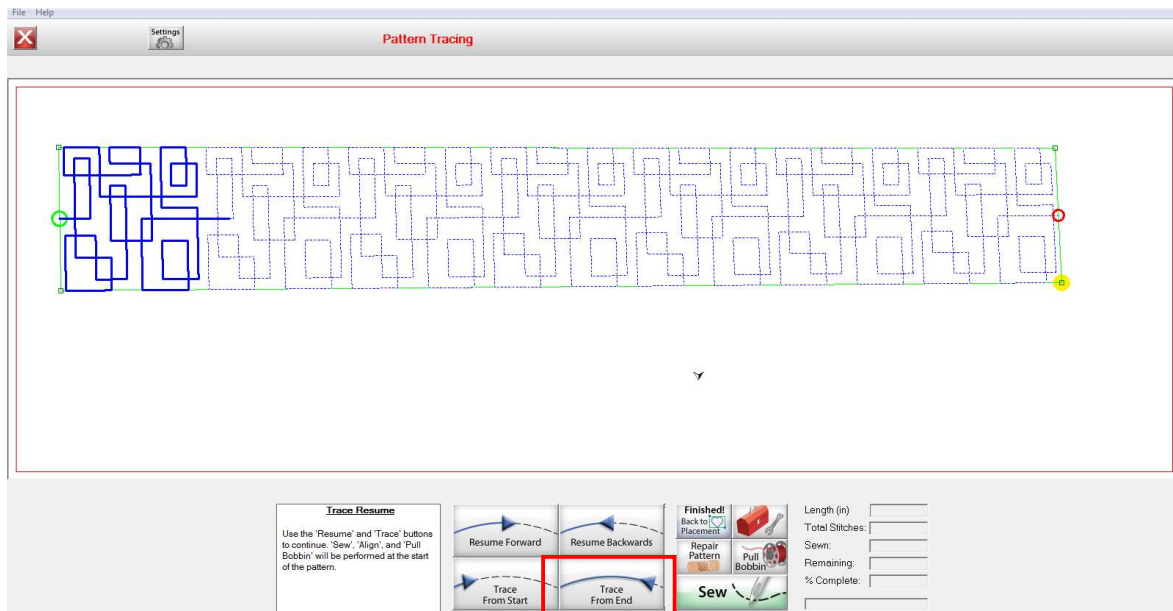 File Help
Settings
Pattern Tracing
Trace Resume
Use the 'Resume' and 'Trace' buttons
to continue. 'Sew', 'Align', and 'Pull
Bobbin' will be performed at the start
of the pattern.
Resume Forward
Resume Backwards
Trace
From Start
Trace
From End
Finished!
Back to
Placement
Repair
Pattern
Pull
Bobbin
Sew
Length (in)
Total Stitches:
Sewn:
Remaining:
% Complete: